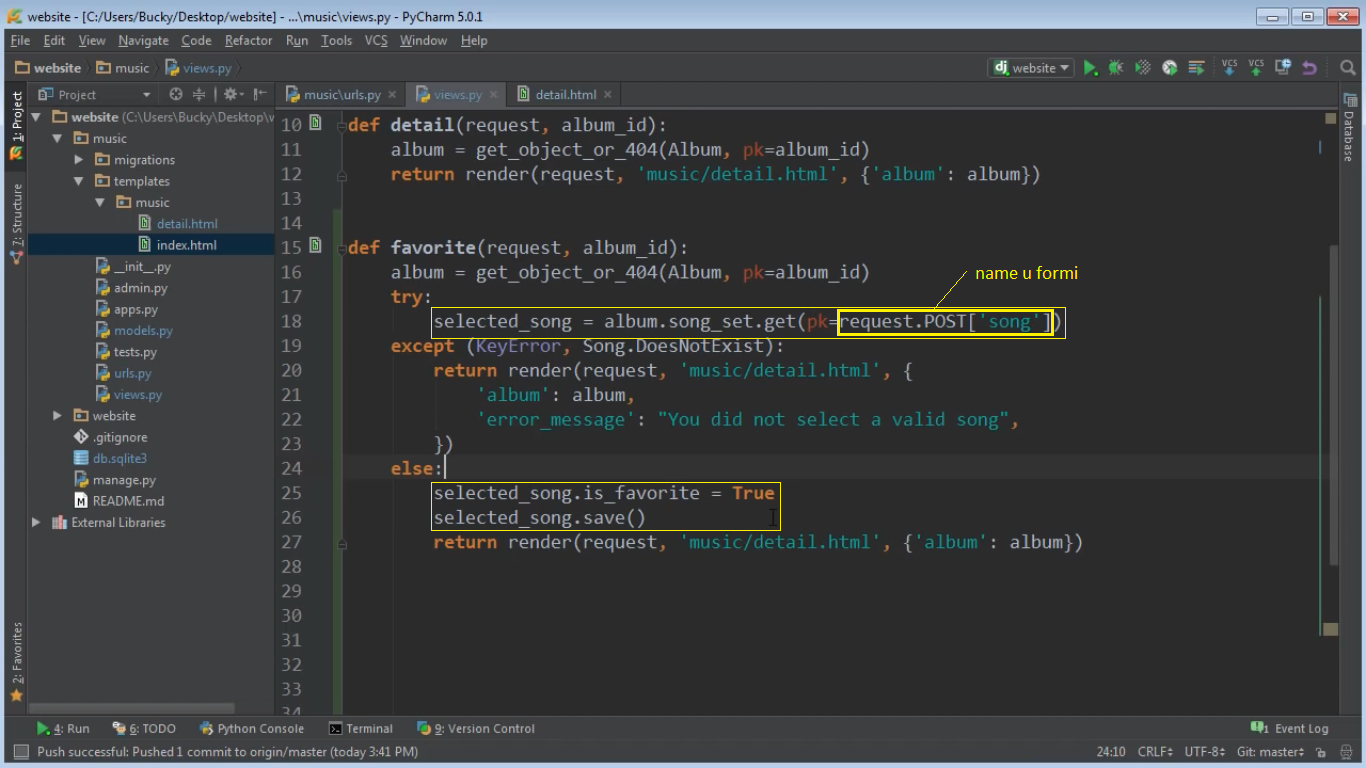 website - [C:/Users/Bucky/Desktop/website] - ...\music\views.py - PyCharm 5.0.1
File Edit View Navigate Code Refactor Run Tools VCS Window Help
website music views.py website VCS VCS
Project music\urls.py views.py detail.html
1: Project
7: Structure
2: Favorites
Database
website (C:\Users\Bucky\Desktop\w
music
migrations
templates
music
detail.html
index.html
__init__.py
admin.py
apps.py
models.py
tests.py
urls.py
views.py
website
.gitignore
db.sqlite3
manage.py
README.md
External Libraries
10 def detail(request, album_id):
11 album = get_object_or_404(Album, pk=album_id)
12 return render(request, 'music/detail.html', {'album': album})
13
14
15 def favorite(request, album_id):
16 album = get_object_or_404(Album, pk=album_id)
name u formi
17 try:
18 selected_song = album.song_set.get(pk=request.POST['song'])
19 except (KeyError, Song.DoesNotExist):
20 return render(request, 'music/detail.html', {
21 'album': album,
22 'error_message': "You did not select a valid song",
23 })
24 else:
25 selected_song.is_favorite = True
26 selected_song.save()
27 return render(request, 'music/detail.html', {'album': album})
28
29
30
31
32
33
34
4: Run 6: TODO Python Console Terminal 9: Version Control 1 Event Log
Push successful: Pushed 1 commit to origin/master (today 3:41 PM) 24:10 CRLF UTF-8 Git: master